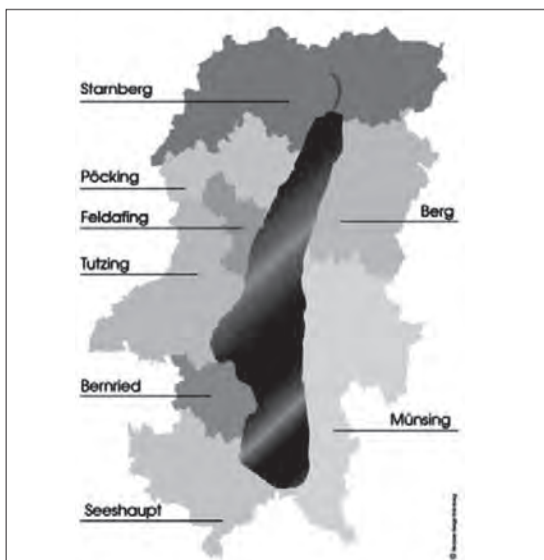 Starnberg
Pöcking
Feldafing
Berg
Tutzing
Bernried
Münsing
Seeshaupt